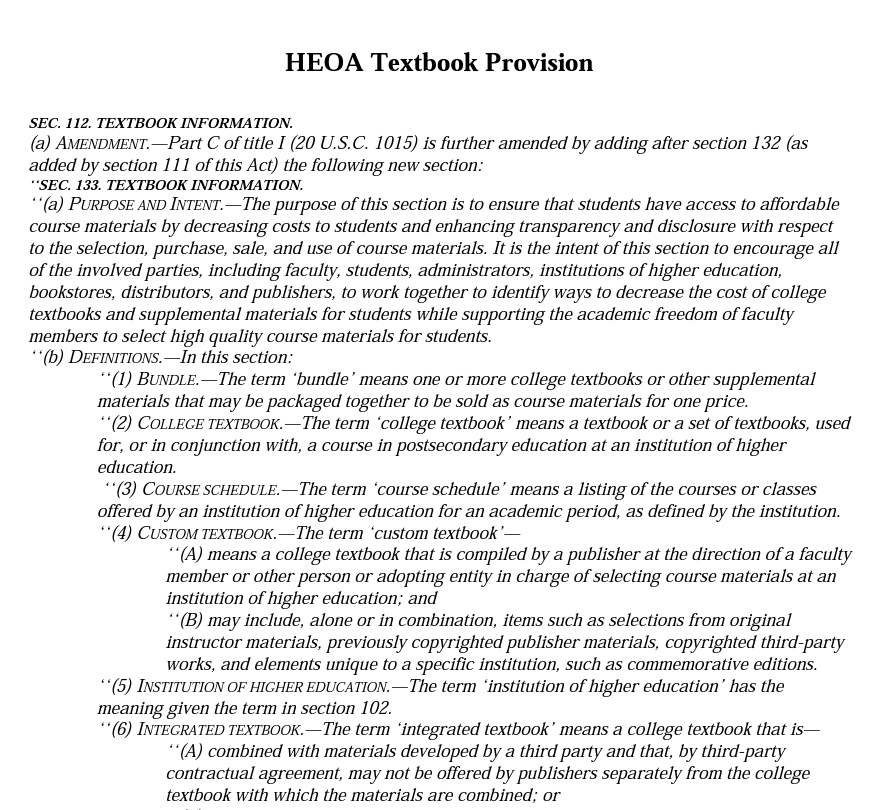 HEOA Textbook Provision
SEC. 112. TEXTBOOK INFORMATION.
(a) AMENDMENT.—Part C of title I (20 U.S.C. 1015) is further amended by adding after section 132 (as
added by section 111 of this Act) the following new section:
‘‘SEC. 133. TEXTBOOK INFORMATION.
‘‘(a) PURPOSE AND INTENT.—The purpose of this section is to ensure that students have access to affordable
course materials by decreasing costs to students and enhancing transparency and disclosure with respect
to the selection, purchase, sale, and use of course materials. It is the intent of this section to encourage all
of the involved parties, including faculty, students, administrators, institutions of higher education,
bookstores, distributors, and publishers, to work together to identify ways to decrease the cost of college
textbooks and supplemental materials for students while supporting the academic freedom of faculty
members to select high quality course materials for students.
‘‘(b) DEFINITIONS.—In this section:
‘‘(1) BUNDLE.—The term ‘bundle’ means one or more college textbooks or other supplemental
materials that may be packaged together to be sold as course materials for one price.
‘‘(2) COLLEGE TEXTBOOK.—The term ‘college textbook’ means a textbook or a set of textbooks, used
for, or in conjunction with, a course in postsecondary education at an institution of higher
education.
‘‘(3) COURSE SCHEDULE.—The term ‘course schedule’ means a listing of the courses or classes
offered by an institution of higher education for an academic period, as defined by the institution.
‘‘(4) CUSTOM TEXTBOOK.—The term ‘custom textbook’—
‘‘(A) means a college textbook that is compiled by a publisher at the direction of a faculty
member or other person or adopting entity in charge of selecting course materials at an
institution of higher education; and
‘‘(B) may include, alone or in combination, items such as selections from original
instructor materials, previously copyrighted publisher materials, copyrighted third-party
works, and elements unique to a specific institution, such as commemorative editions.
‘‘(5) INSTITUTION OF HIGHER EDUCATION.—The term ‘institution of higher education’ has the
meaning given the term in section 102.
‘‘(6) INTEGRATED TEXTBOOK.—The term ‘integrated textbook’ means a college textbook that is—
‘‘(A) combined with materials developed by a third party and that, by third-party
contractual agreement, may not be offered by publishers separately from the college
textbook with which the materials are combined; or